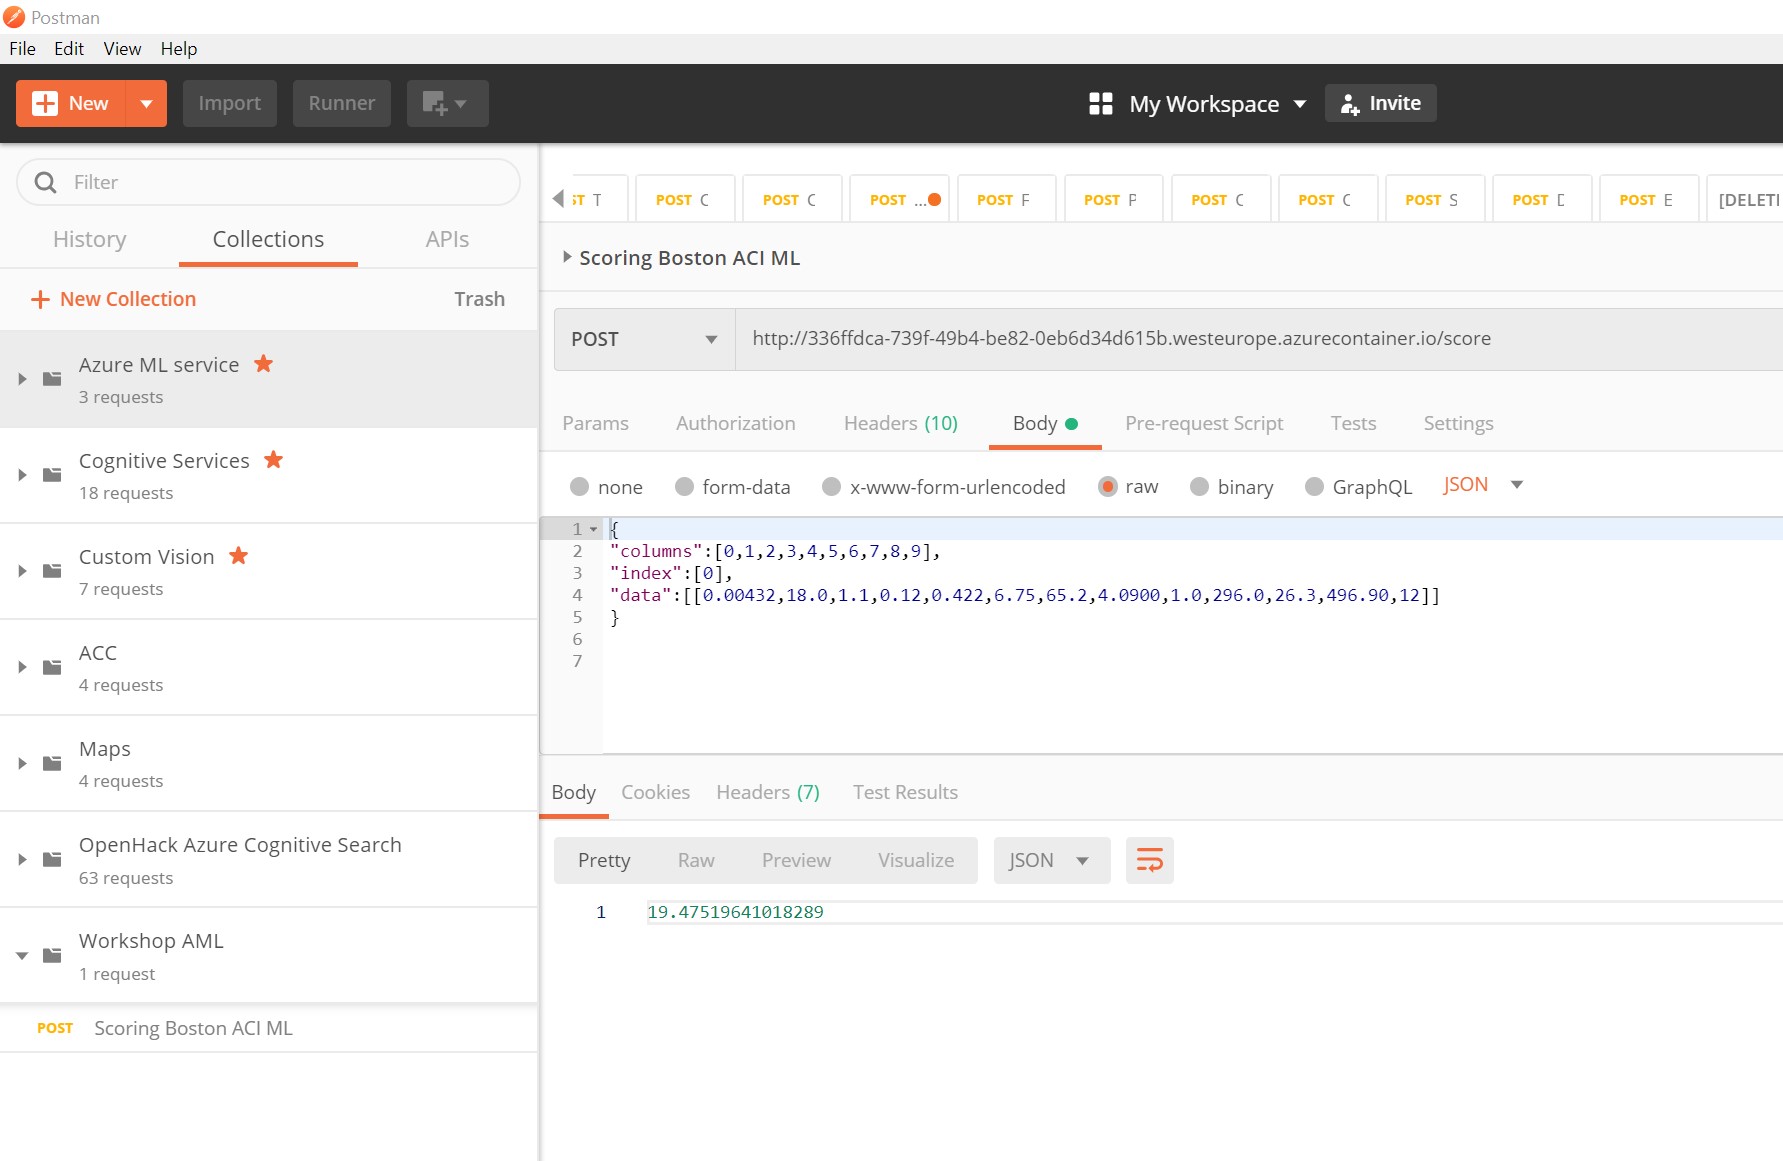 Postman
File Edit View Help
New Import Runner My Workspace Invite
Filter
History Collections APIs
New Collection Trash
Azure ML service
3 requests
Cognitive Services
18 requests
Custom Vision
7 requests
ACC
4 requests
Maps
4 requests
OpenHack Azure Cognitive Search
63 requests
Workshop AML
1 request
POST Scoring Boston ACI ML
ST T POST C POST C POST ... POST F POST P POST C POST C POST S POST D POST E [DELETI
Scoring Boston ACI ML
POST http://336ffdca-739f-49b4-be82-0eb6d34d615b.westeurope.azurecontainer.io/score
Params Authorization Headers (10) Body Pre-request Script Tests Settings
none form-data x-www-form-urlencoded raw binary GraphQL JSON
1 {
2 "columns":[0,1,2,3,4,5,6,7,8,9],
3 "index":[0],
4 "data":[[0.00432,18.0,1.1,0.12,0.422,6.75,65.2,4.0900,1.0,296.0,26.3,496.90,12]]
5 }
6
7
Body Cookies Headers (7) Test Results
Pretty Raw Preview Visualize JSON
1 19.47519641018289